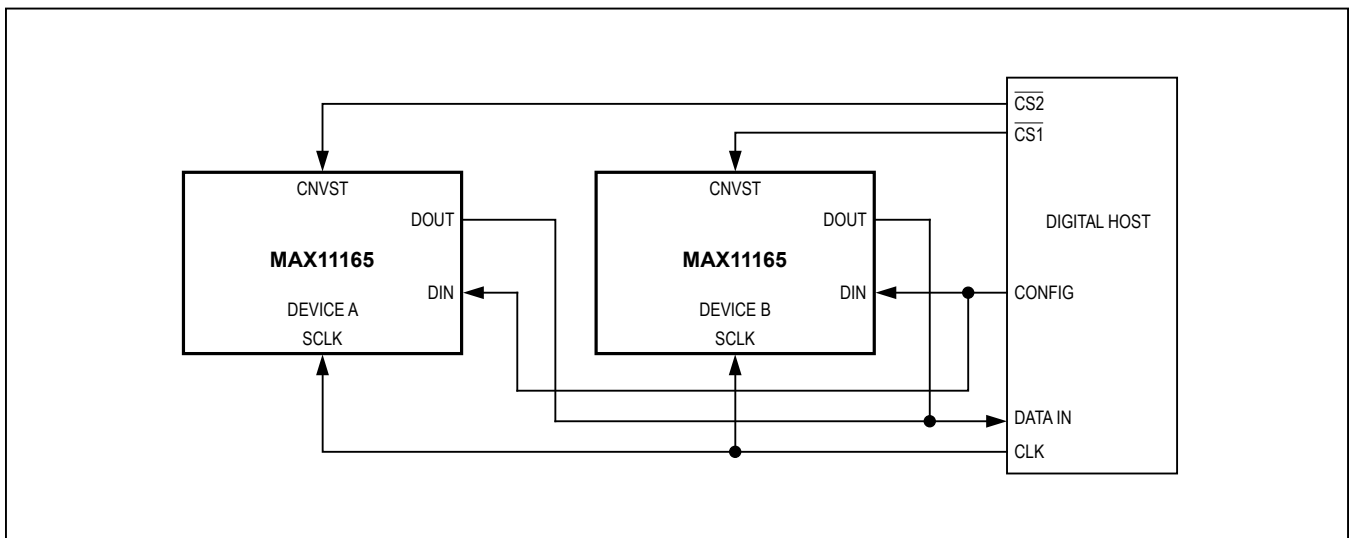 CS2
CS1
CNVST
CNVST
DOUT
DOUT
DIGITAL HOST
MAX11165
MAX11165
DIN
DIN
CONFIG
DEVICE A
DEVICE B
SCLK
SCLK
DATA IN
CLK